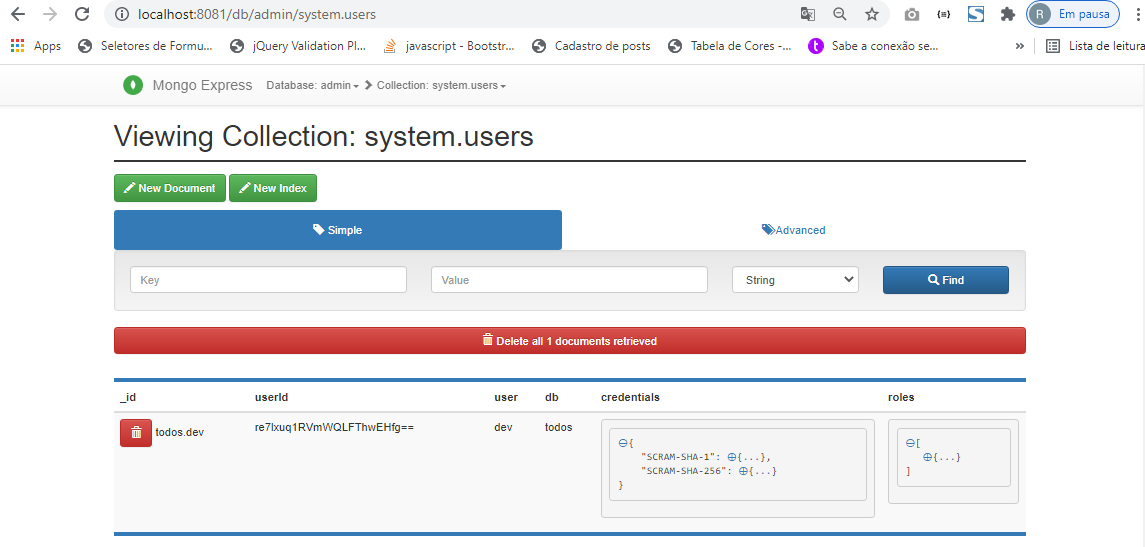 localhost:8081/db/admin/system.users
R Em pausa
Apps Seletores de Formu... jQuery Validation Pl... javascript - Bootstr... Cadastro de posts Tabela de Cores -... t Sabe a conexão se... » Lista de leitura
Mongo Express Database: admin Collection: system.users
Viewing Collection: system.users
New Document New Index
Simple Advanced
Key Value String Find
Delete all 1 documents retrieved
_id userId user db credentials roles
todos.dev re7lxuq1RVmWQLFThwEHfg== dev todos
{
"SCRAM-SHA-1": {...},
"SCRAM-SHA-256": {...}
}
[
{...}
]